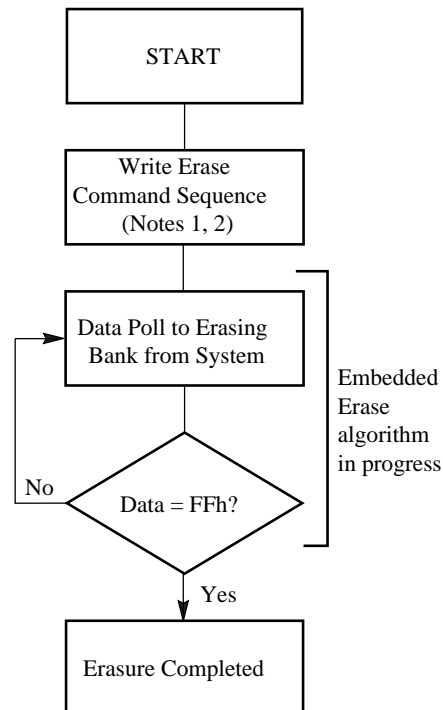 START
Write Erase
Command Sequence
(Notes 1, 2)
Data Poll to Erasing
Bank from System
Embedded
Erase
algorithm
in progress
No
Data = FFh?
Yes
Erasure Completed